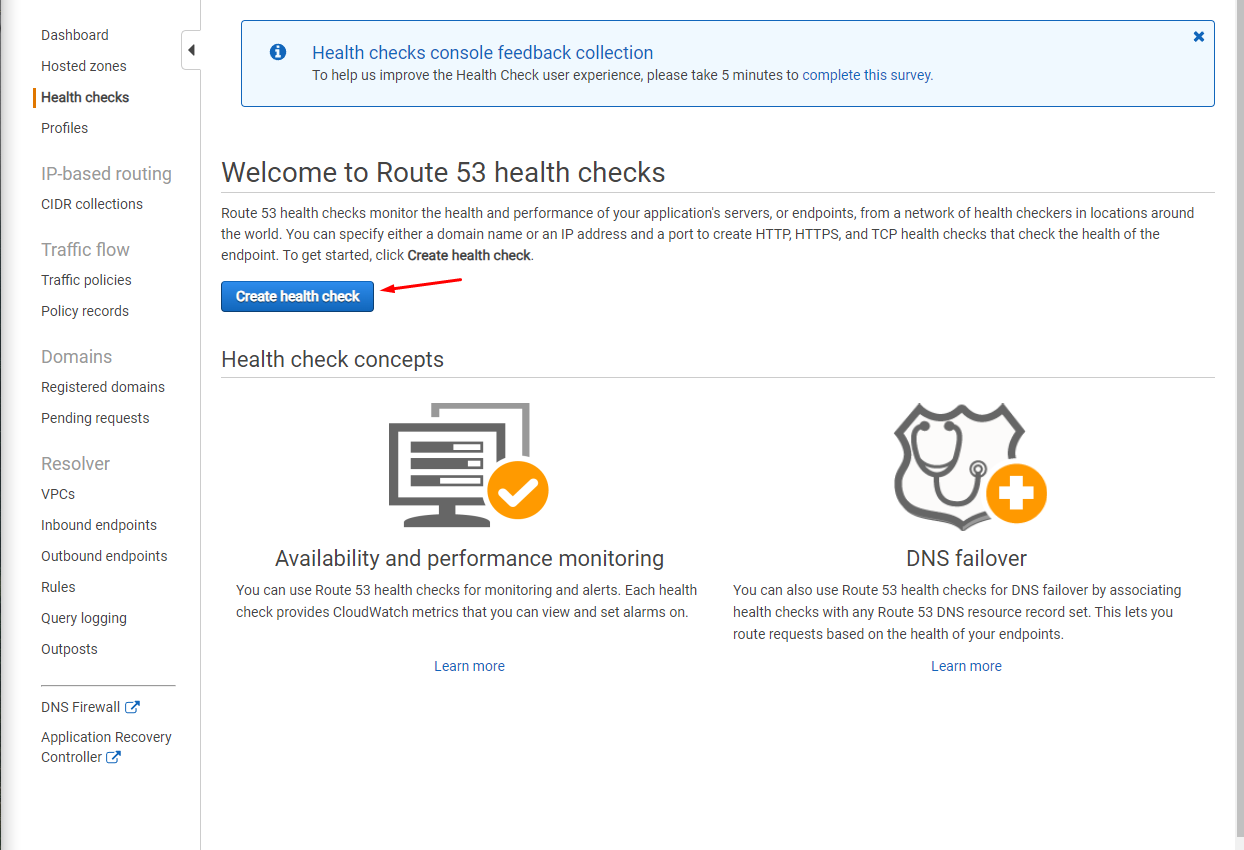 Dashboard
Hosted zones
Health checks
Profiles
IP-based routing
CIDR collections
Traffic flow
Traffic policies
Policy records
Domains
Registered domains
Pending requests
Resolver
VPCs
Inbound endpoints
Outbound endpoints
Rules
Query logging
Outposts
DNS Firewall
Application Recovery
Controller
Health checks console feedback collection
To help us improve the Health Check user experience, please take 5 minutes to complete this survey.
Welcome to Route 53 health checks
Route 53 health checks monitor the health and performance of your application's servers, or endpoints, from a network of health checkers in locations around
the world. You can specify either a domain name or an IP address and a port to create HTTP, HTTPS, and TCP health checks that check the health of the
endpoint. To get started, click Create health check.
Create health check
Health check concepts
Availability and performance monitoring
You can use Route 53 health checks for monitoring and alerts. Each health
check provides CloudWatch metrics that you can view and set alarms on.
Learn more
DNS failover
You can also use Route 53 health checks for DNS failover by associating
health checks with any Route 53 DNS resource record set. This lets you
route requests based on the health of your endpoints.
Learn more